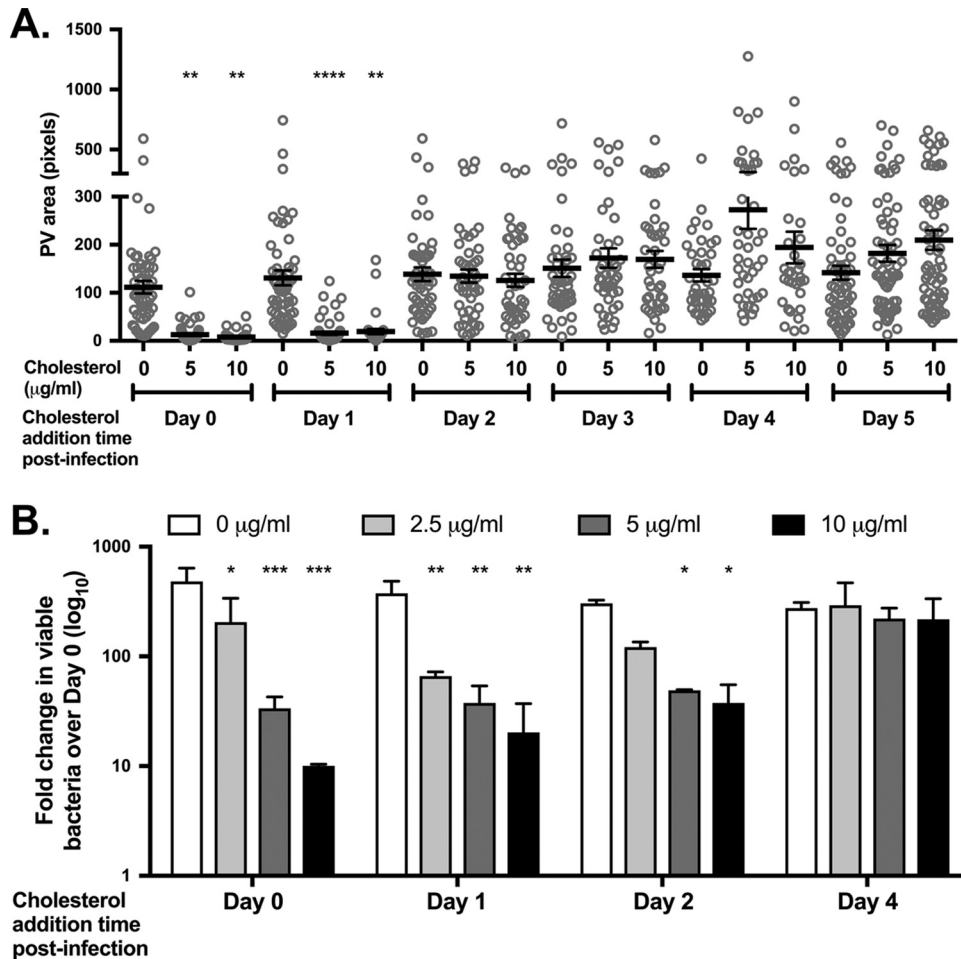 A.
1500
1000
500
300
200
100
0
PV area (pixels)
** ** **** **
Cholesterol 0 5 10 0 5 10 0 5 10 0 5 10 0 5 10 0 5 10
(μg/ml)
Cholesterol Day 0 Day 1 Day 2 Day 3 Day 4 Day 5
addition time
post-infection
B.
0 μg/ml 2.5 μg/ml 5 μg/ml 10 μg/ml
1000
100
10
1
Fold change in viable
bacteria over Day 0 (log10)
* *** *** ** ** ** * *
Cholesterol Day 0 Day 1 Day 2 Day 4
addition time
post-infection